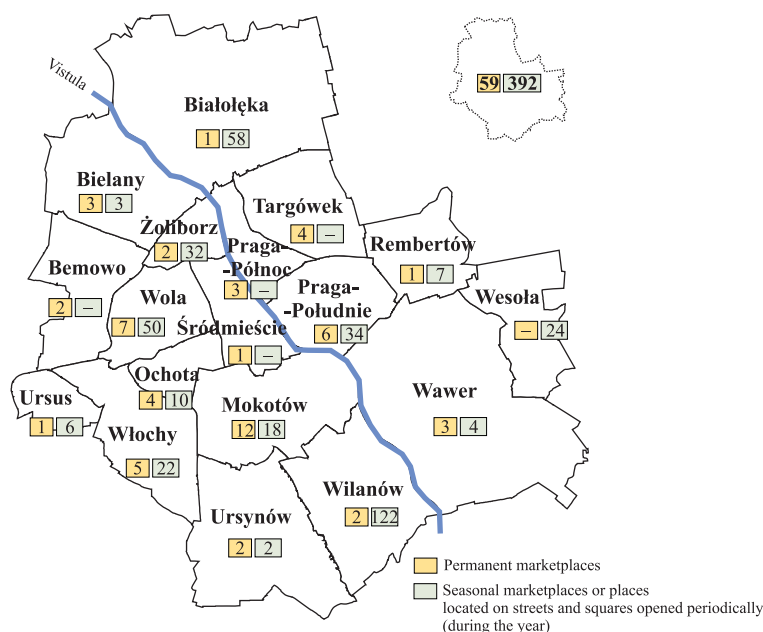 Vistula
59 392
Białołęka
1 58
Bielany
3 3
Targówek
4 –
Żoliborz
2 32
Praga-
-Północ
3 –
Rembertów
1 7
Bemowo
2 –
Wola
7 50
Praga-
-Południe
6 34
Wesoła
– 24
Śródmieście
1 –
Ochota
4 10
Ursus
1 6
Mokotów
12 18
Wawer
3 4
Włochy
5 22
Wilanów
2 122
Ursynów
2 2
Permanent marketplaces
Seasonal marketplaces or places
located on streets and squares opened periodically
(during the year)